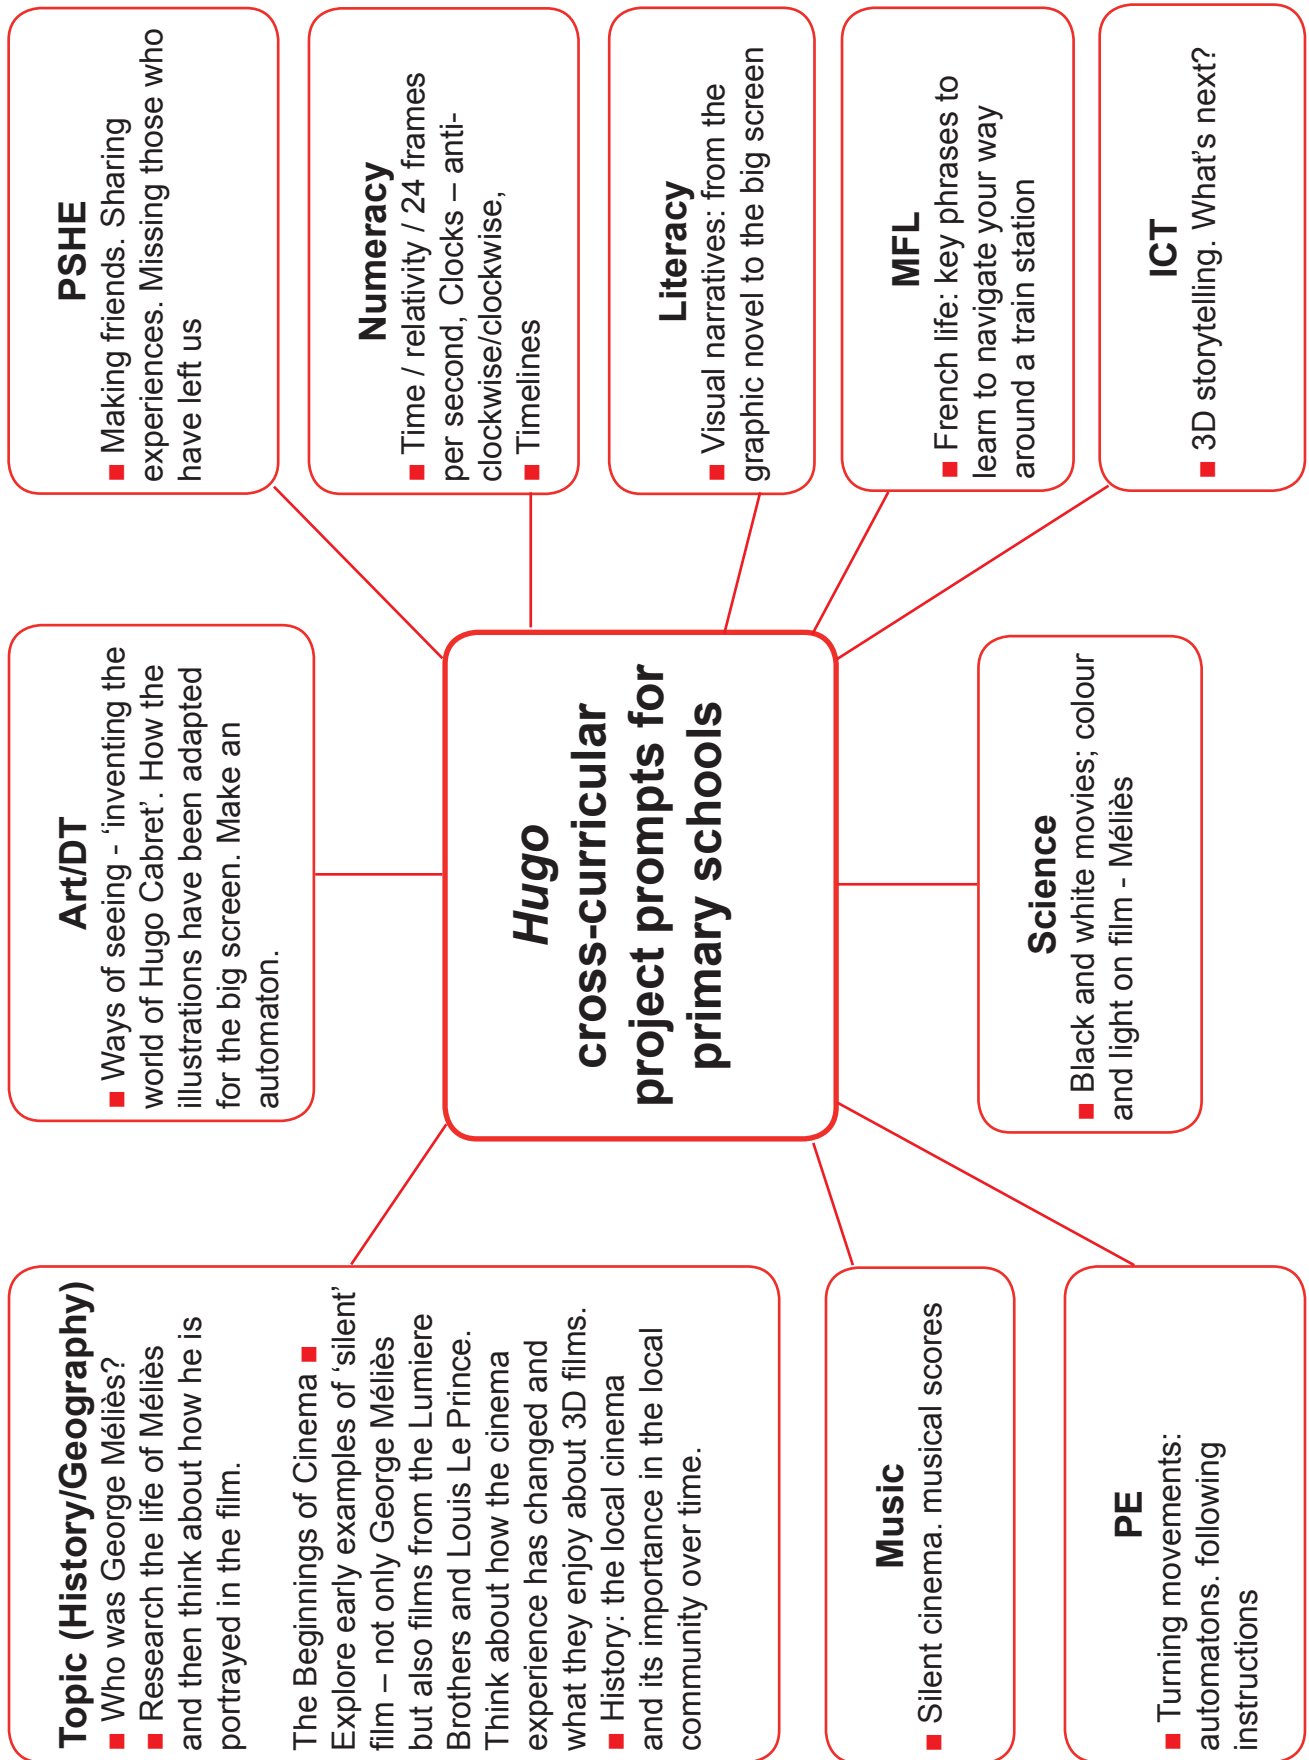 Topic (History/Geography)
■ Who was George Méliès?
■ Research the life of Méliès
and then think about how he is
portrayed in the film.
The Beginnings of Cinema ■
Explore early examples of ‘silent’
film – not only George Méliès
but also films from the Lumiere
Brothers and Louis Le Prince.
Think about how the cinema
experience has changed and
what they enjoy about 3D films.
■ History: the local cinema
and its importance in the local
community over time.
Music
■ Silent cinema. musical scores
PE
■ Turning movements:
automatons. following
instructions
Art/DT
■ Ways of seeing - ‘inventing the
world of Hugo Cabret’. How the
illustrations have been adapted
for the big screen. Make an
automaton.
Hugo
cross-curricular
project prompts for
primary schools
Science
■ Black and white movies; colour
and light on film - Méliès
PSHE
■ Making friends. Sharing
experiences. Missing those who
have left us
Numeracy
■ Time / relativity / 24 frames
per second, Clocks – anti-
clockwise/clockwise,
■ Timelines
Literacy
■ Visual narratives: from the
graphic novel to the big screen
MFL
■ French life: key phrases to
learn to navigate your way
around a train station
ICT
■ 3D storytelling. What’s next?